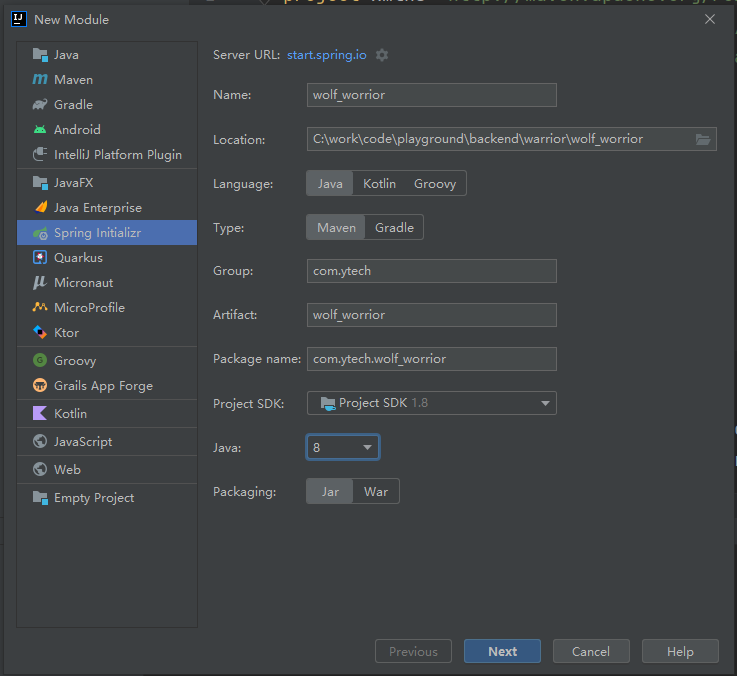 New Module
Java
Maven
Gradle
Android
IntelliJ Platform Plugin
JavaFX
Java Enterprise
Spring Initializr
Quarkus
Micronaut
MicroProfile
Ktor
Groovy
Grails App Forge
Kotlin
JavaScript
Web
Empty Project
Server URL: start.spring.io
Name: wolf_worrior
Location: C:\work\code\playground\backend\warrior\wolf_worrior
Language: Java Kotlin Groovy
Type: Maven Gradle
Group: com.ytech
Artifact: wolf_worrior
Package name: com.ytech.wolf_worrior
Project SDK: Project SDK 1.8
Java: 8
Packaging: Jar War
Previous Next Cancel Help